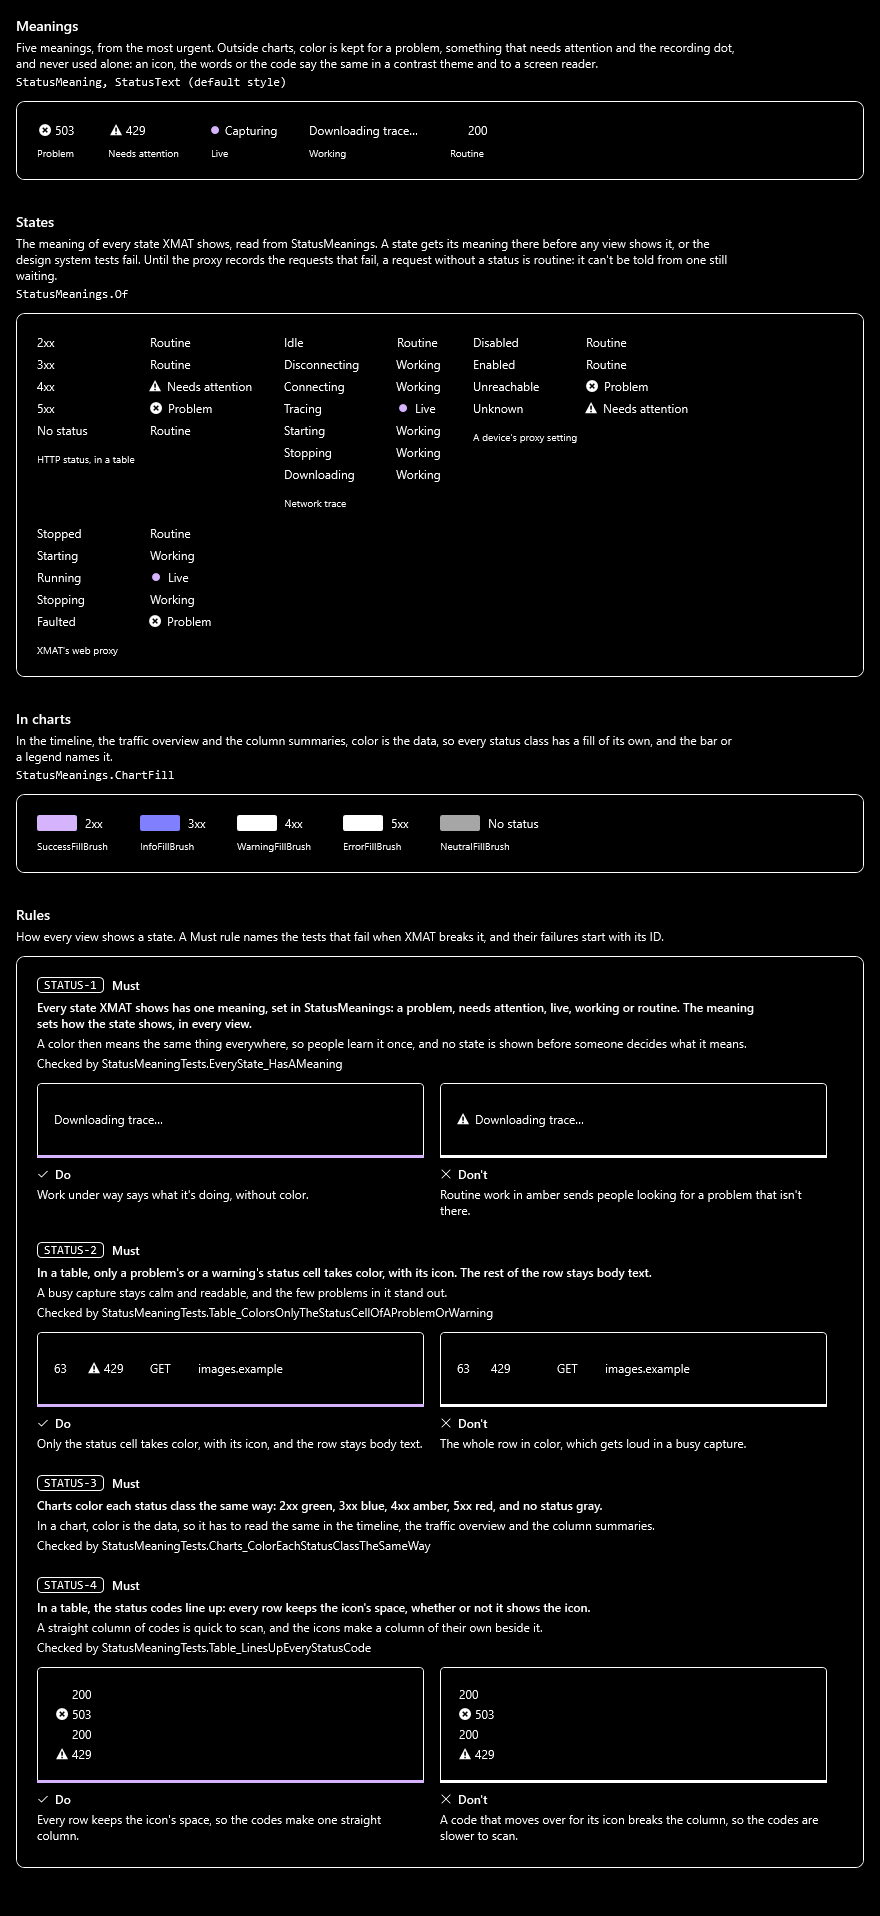 Meanings
Five meanings, from the most urgent. Outside charts, color is kept for a problem, something that needs attention and the recording dot,
and never used alone: an icon, the words or the code say the same in a contrast theme and to a screen reader.
StatusMeaning, StatusText (default style)
503 429 Capturing Downloading trace... 200
Problem Needs attention Live Working Routine
States
The meaning of every state XMAT shows, read from StatusMeanings. A state gets its meaning there before any view shows it, or the
design system tests fail. Until the proxy records the requests that fail, a request without a status is routine: it can't be told from one still
waiting.
StatusMeanings.Of
2xx Routine
3xx Routine
4xx Needs attention
5xx Problem
No status Routine
HTTP status, in a table
Idle Routine
Disconnecting Working
Connecting Working
Tracing Live
Starting Working
Stopping Working
Downloading Working
Network trace
Disabled Routine
Enabled Routine
Unreachable Problem
Unknown Needs attention
A device's proxy setting
Stopped Routine
Starting Working
Running Live
Stopping Working
Faulted Problem
XMAT's web proxy
In charts
In the timeline, the traffic overview and the column summaries, color is the data, so every status class has a fill of its own, and the bar or
a legend names it.
StatusMeanings.ChartFill
2xx 3xx 4xx 5xx No status
SuccessFillBrush InfoFillBrush WarningFillBrush ErrorFillBrush NeutralFillBrush
Rules
How every view shows a state. A Must rule names the tests that fail when XMAT breaks it, and their failures start with its ID.
STATUS-1 Must
Every state XMAT shows has one meaning, set in StatusMeanings: a problem, needs attention, live, working or routine. The meaning
sets how the state shows, in every view.
A color then means the same thing everywhere, so people learn it once, and no state is shown before someone decides what it means.
Checked by StatusMeaningTests.EveryState_HasAMeaning
Downloading trace...
Do
Work under way says what it's doing, without color.
Downloading trace...
Don't
Routine work in amber sends people looking for a problem that isn't
there.
STATUS-2 Must
In a table, only a problem's or a warning's status cell takes color, with its icon. The rest of the row stays body text.
A busy capture stays calm and readable, and the few problems in it stand out.
Checked by StatusMeaningTests.Table_ColorsOnlyTheStatusCellOfAProblemOrWarning
63 429 GET images.example
Do
Only the status cell takes color, with its icon, and the row stays body text.
63 429 GET images.example
Don't
The whole row in color, which gets loud in a busy capture.
STATUS-3 Must
Charts color each status class the same way: 2xx green, 3xx blue, 4xx amber, 5xx red, and no status gray.
In a chart, color is the data, so it has to read the same in the timeline, the traffic overview and the column summaries.
Checked by StatusMeaningTests.Charts_ColorEachStatusClassTheSameWay
STATUS-4 Must
In a table, the status codes line up: every row keeps the icon's space, whether or not it shows the icon.
A straight column of codes is quick to scan, and the icons make a column of their own beside it.
Checked by StatusMeaningTests.Table_LinesUpEveryStatusCode
200
503
200
429
Do
Every row keeps the icon's space, so the codes make one straight
column.
200
503
200
429
Don't
A code that moves over for its icon breaks the column, so the codes are
slower to scan.